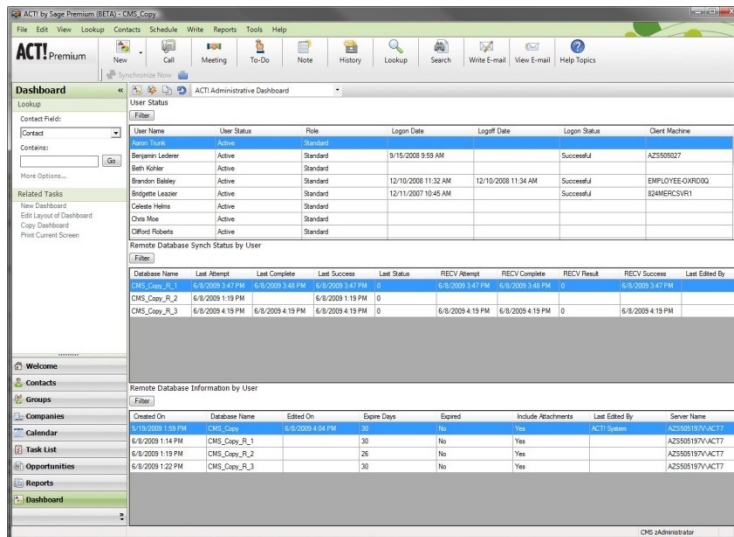 ACT! by Sage Premium (BETA) - CMS_Copy
File Edit View Lookup Contacts Schedule Write Reports Tools Help
ACT! Premium New Call Meeting To-Do Note History Lookup Search Write E-mail View E-mail Help Topics
Synchronize Now
Dashboard « ACT! Administrative Dashboard
Lookup
Contact Field:
Contact
Contains:
Go
More Options...
Related Tasks
New Dashboard
Edit Layout of Dashboard
Copy Dashboard
Print Current Screen
Welcome
Contacts
Groups
Companies
Calendar
Task List
Opportunities
Reports
Dashboard
User Status
Filter
User Name User Status Role Logon Date Logoff Date Logon Status Client Machine
Aaron Trunk Active Standard
Benjamin Lederer Active Standard 9/15/2008 9:59 AM Successful AZS505027
Beth Kohler Active Standard
Brandon Balsley Active Standard 12/10/2008 11:32 AM 12/10/2008 11:34 AM Successful EMPLOYEE-OXRD0Q
Bridgette Leazier Active Standard 12/11/2007 10:45 AM Successful 824MERCSVR1
Celeste Helms Active Standard
Chris Moe Active Standard
Clifford Roberts Active Standard
Remote Database Synch Status by User
Filter
Database Name Last Attempt Last Complete Last Success Last Status RECV Attempt RECV Complete RECV Result RECV Success Last Edited By
CMS_Copy_R_1 6/8/2009 3:47 PM 6/8/2009 3:48 PM 6/8/2009 3:47 PM 0 6/8/2009 3:47 PM 6/8/2009 3:48 PM 0 6/8/2009 3:47 PM
CMS_Copy_R_2 6/8/2009 1:19 PM 6/8/2009 1:19 PM 0
CMS_Copy_R_3 6/8/2009 4:19 PM 6/8/2009 4:19 PM 6/8/2009 4:19 PM 0 6/8/2009 4:19 PM 6/8/2009 4:19 PM 0 6/8/2009 4:19 PM
Remote Database Information by User
Filter
Created On Database Name Edited On Expire Days Expired Include Attachments Last Edited By Server Name
5/19/2009 1:59 PM CMS_Copy 6/8/2009 4:04 PM 30 No Yes ACT! System AZS505197V\ACT7
6/8/2009 1:14 PM CMS_Copy_R_1 30 No Yes AZS505197V\ACT7
6/8/2009 1:19 PM CMS_Copy_R_2 26 No Yes AZS505197V\ACT7
6/8/2009 1:22 PM CMS_Copy_R_3 30 No Yes AZS505197V\ACT7
CMS zAdministrator